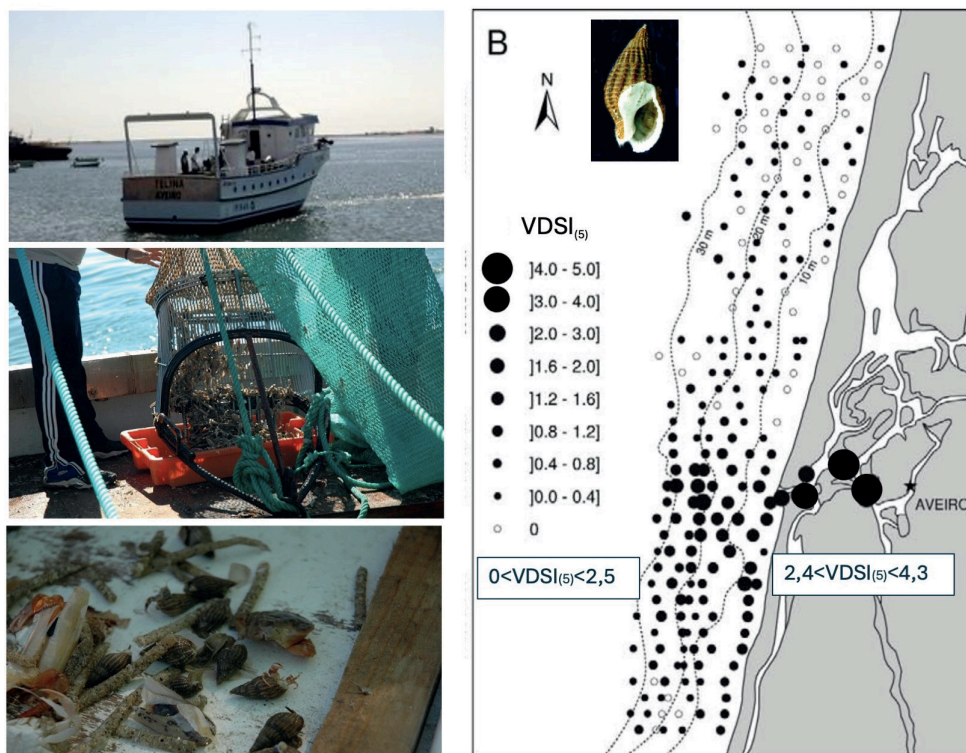 TELINA
AVEIRO
B
N
VDSI(5)
]4.0 - 5.0]
]3.0 - 4.0]
]2.0 - 3.0]
]1.6 - 2.0]
]1.2 - 1.6]
]0.8 - 1.2]
]0.4 - 0.8]
]0.0 - 0.4]
0
30 m
20 m
10 m
AVEIRO
0<VDSI(5)<2,5
2,4<VDSI(5)<4,3